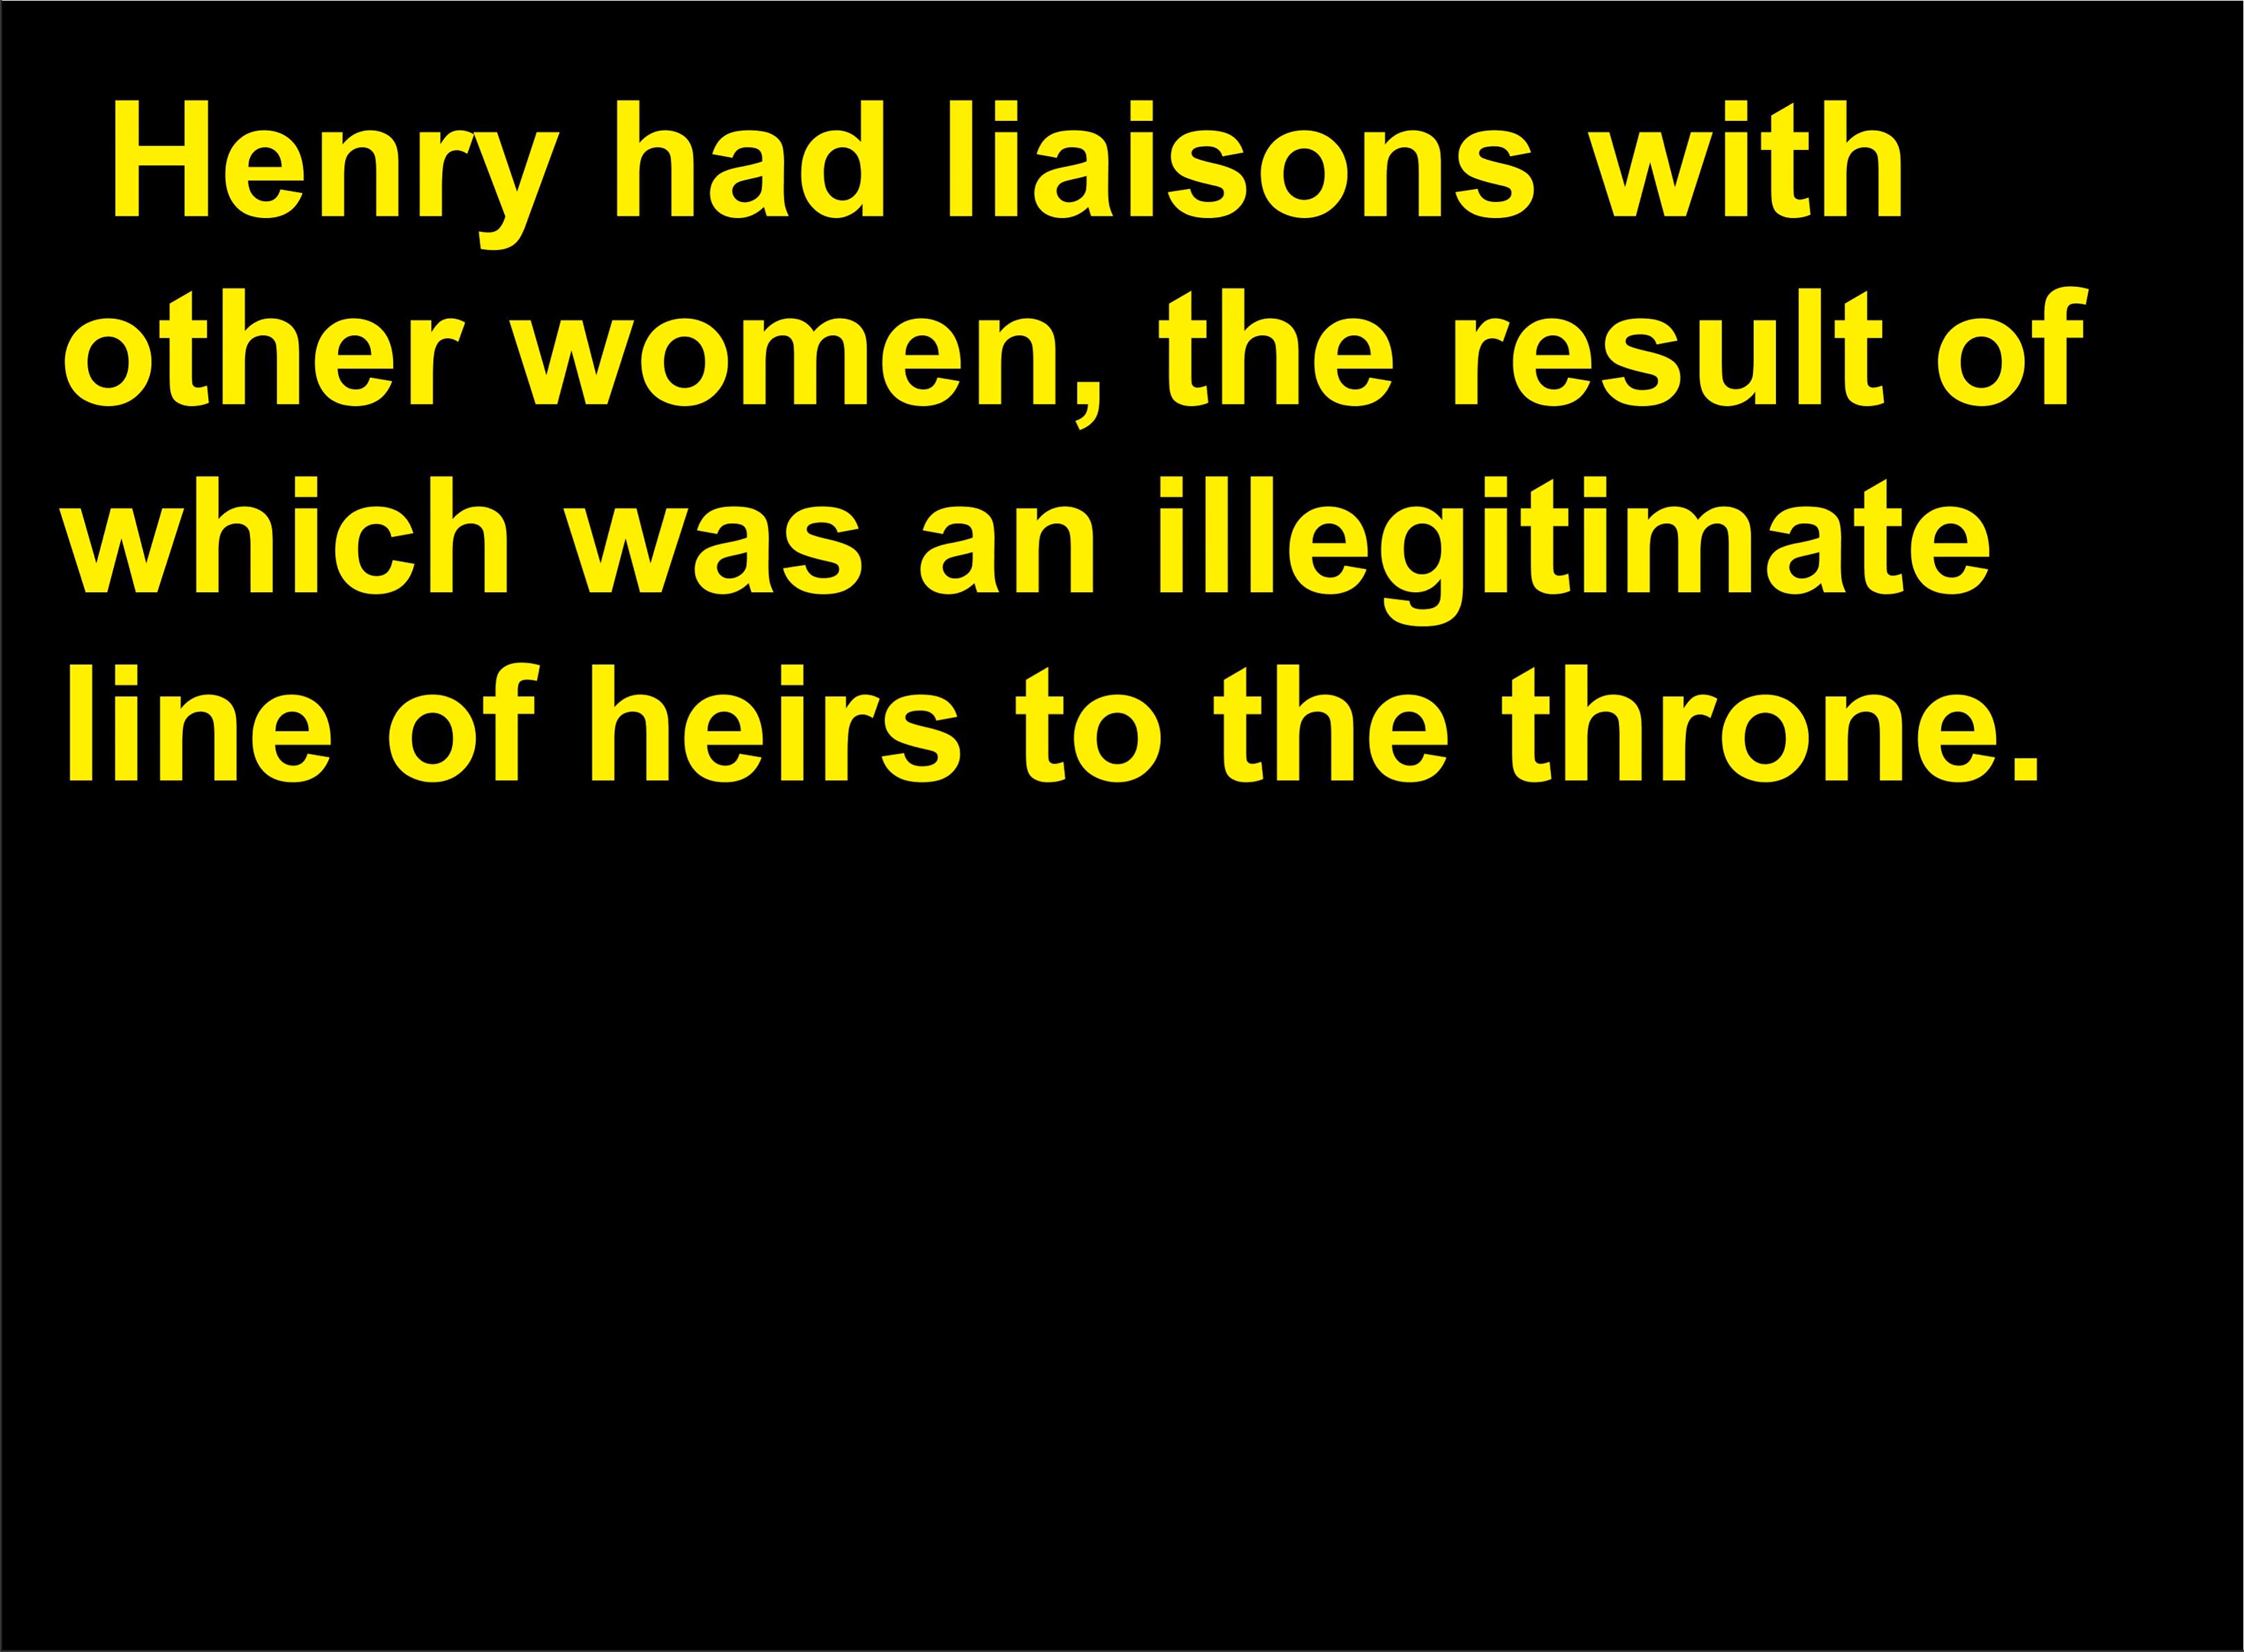 Henry had liaisons with
other women, the result of
which was an illegitimate
line of heirs to the throne.